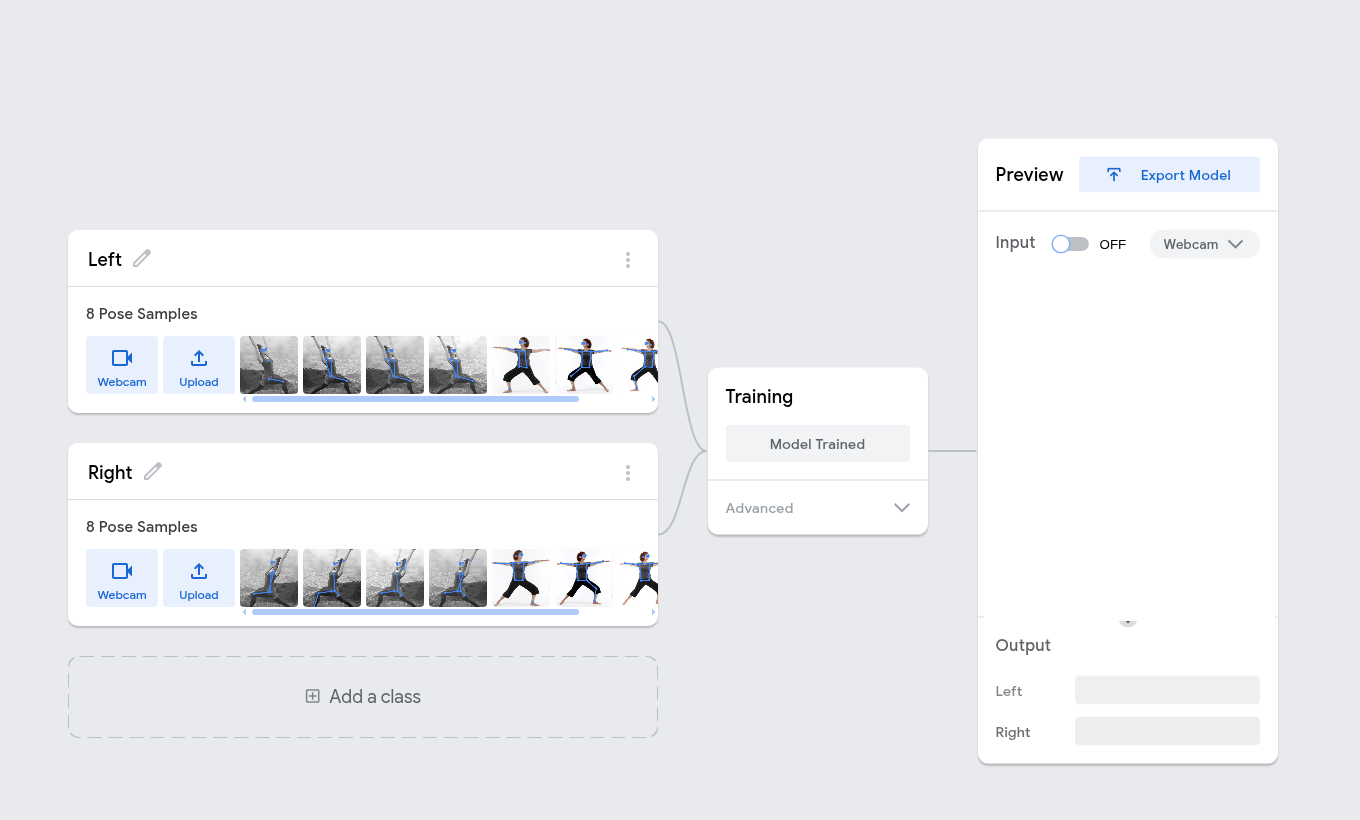 Left
8 Pose Samples
Webcam
Upload
Right
8 Pose Samples
Webcam
Upload
Add a class
Training
Model Trained
Advanced
Preview
Export Model
Input
OFF
Webcam
Output
Left
Right